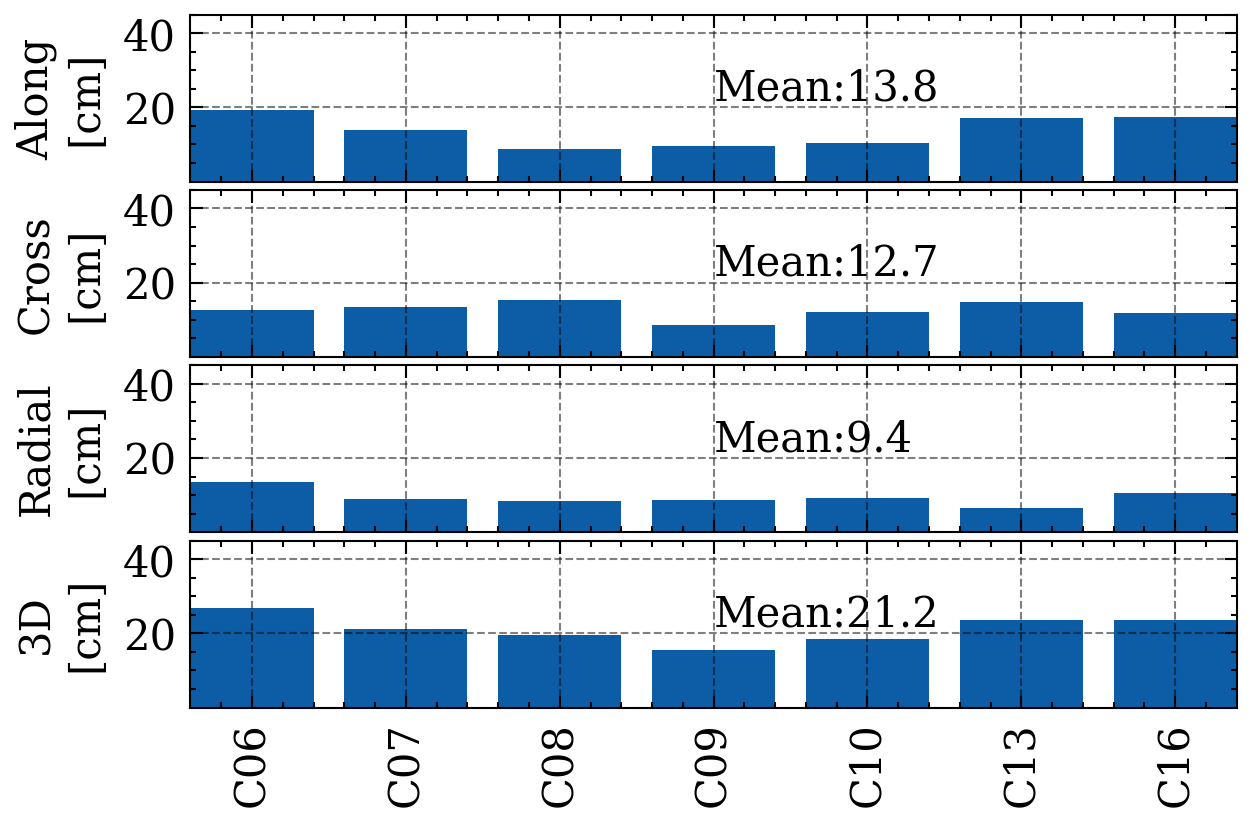 Along
[cm]
40
20
Mean:13.8
Cross
[cm]
40
20
Mean:12.7
Radial
[cm]
40
20
Mean:9.4
3D
[cm]
40
20
Mean:21.2
C06
C07
C08
C09
C10
C13
C16